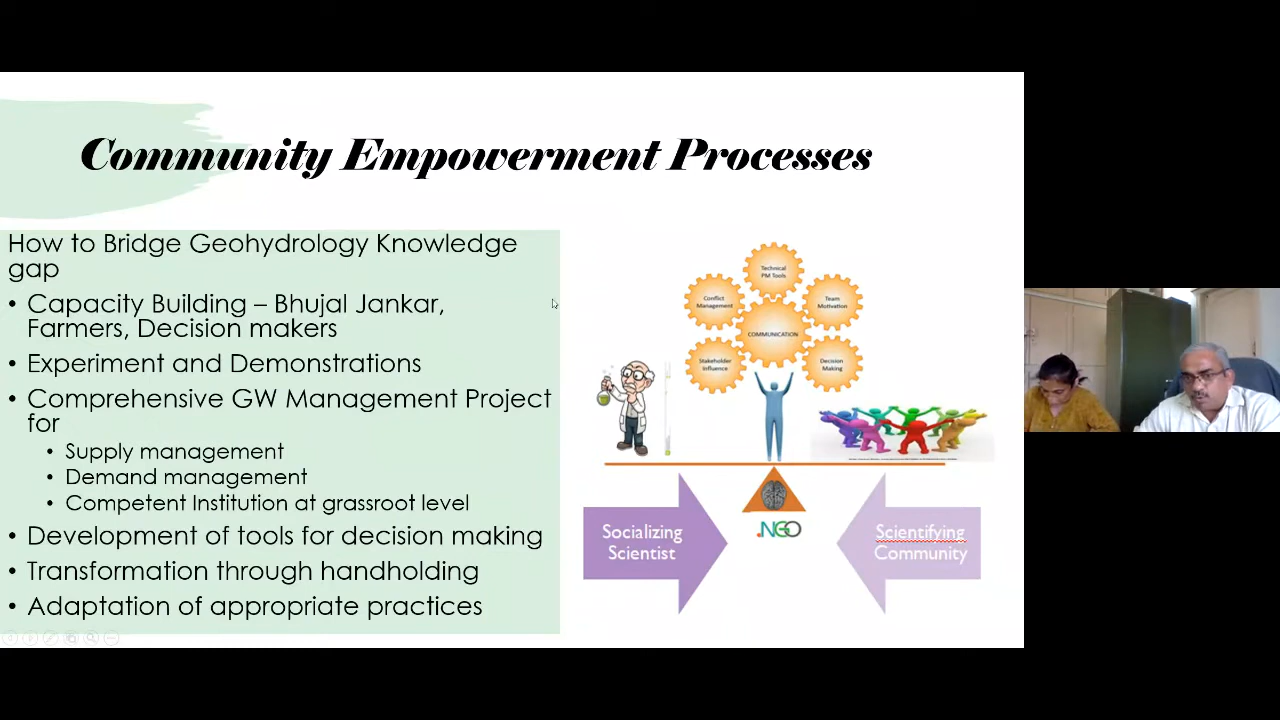 Community Empowerment Processes
How to Bridge Geohydrology Knowledge
gap
• Capacity Building – Bhujal Jankar,
Farmers, Decision makers
• Experiment and Demonstrations
• Comprehensive GW Management Project
for
• Supply management
• Demand management
• Competent Institution at grassroot level
• Development of tools for decision making
• Transformation through handholding
• Adaptation of appropriate practices
Technical
PM Tools
Conflict
Management
Team
Motivation
COMMUNICATION
Stakeholder
Influence
Decision
Making
.NGO
Socializing
Scientist
Scientifying
Community